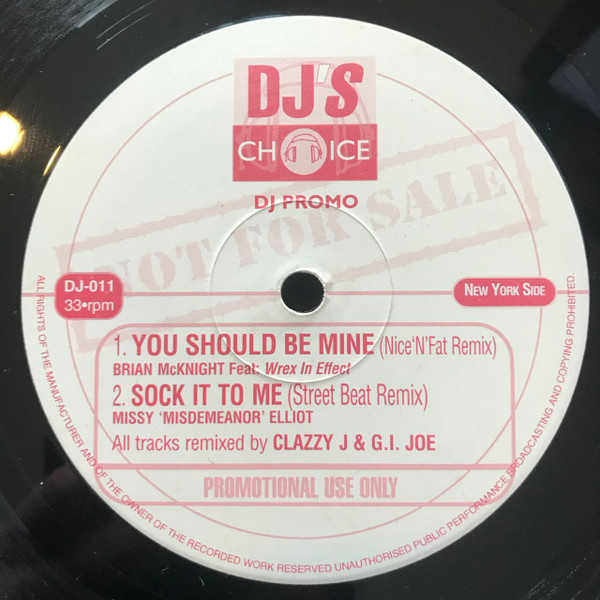 DJ'S
CHOICE
DJ PROMO
NOT FOR SALE
DJ-011
33•rpm
NEW YORK SIDE
1. YOU SHOULD BE MINE (Nice'N'Fat Remix)
BRIAN McKNIGHT Feat: Wrex In Effect
2. SOCK IT TO ME (Street Beat Remix)
MISSY 'MISDEMEANOR' ELLIOT
All tracks remixed by CLAZZY J & G.I. JOE
PROMOTIONAL USE ONLY
ALL RIGHTS OF THE MANUFACTURER AND OF THE OWNER OF THE RECORDED WORK RESERVED UNAUTHORISED PUBLIC PERFORMANCE BROADCASTING AND COPYING PROHIBITED.